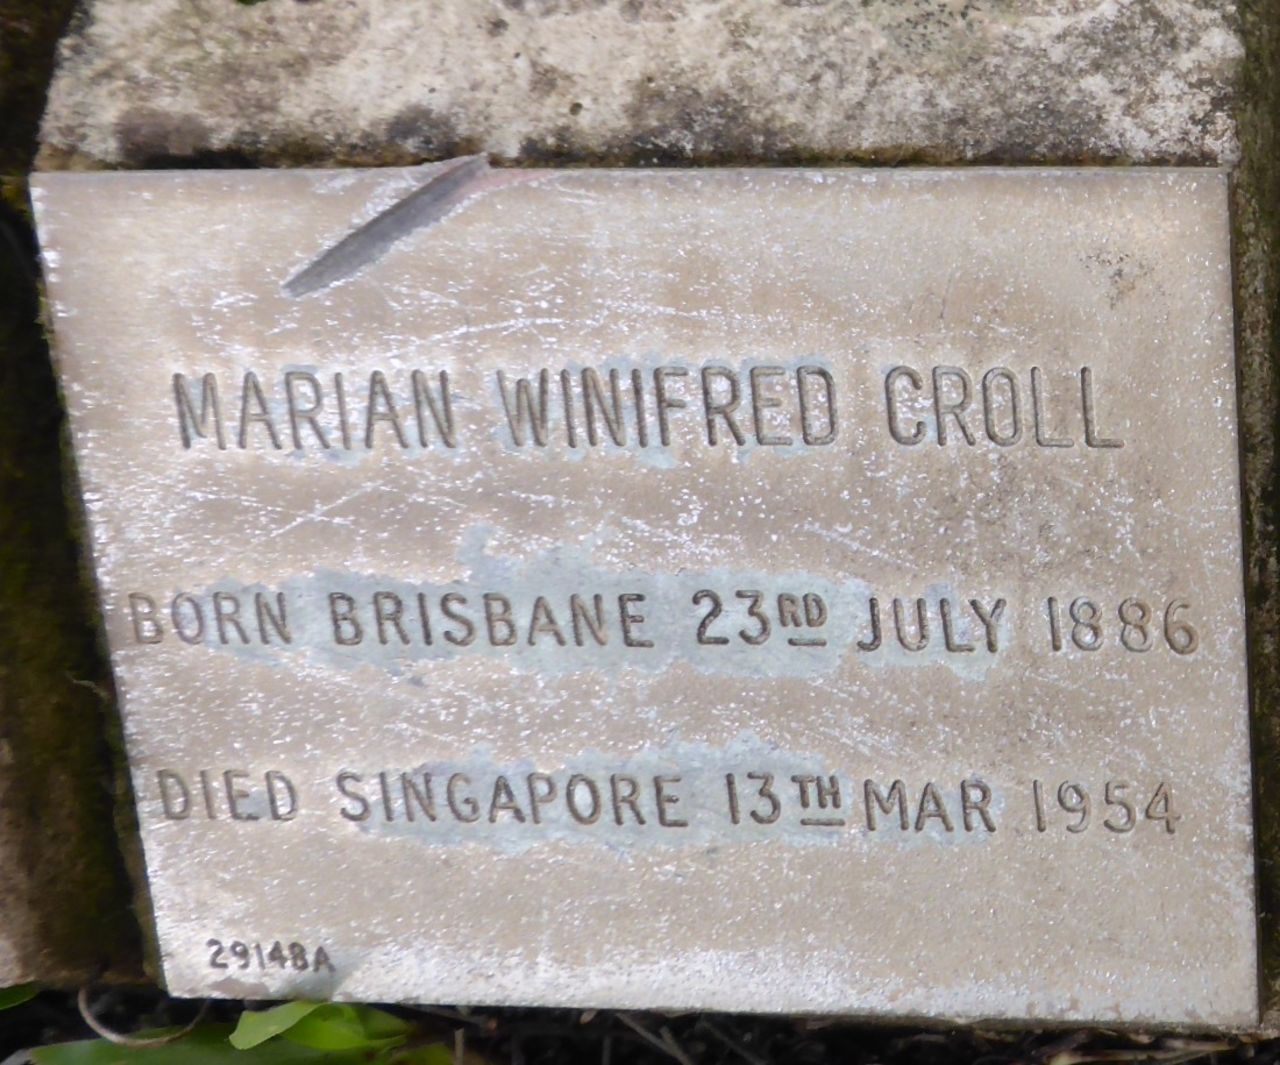 MARIAN WINIFRED CROLL
BORN BRISBANE 23RD JULY 1886
DIED SINGAPORE 13TH MAR 1954
29148A